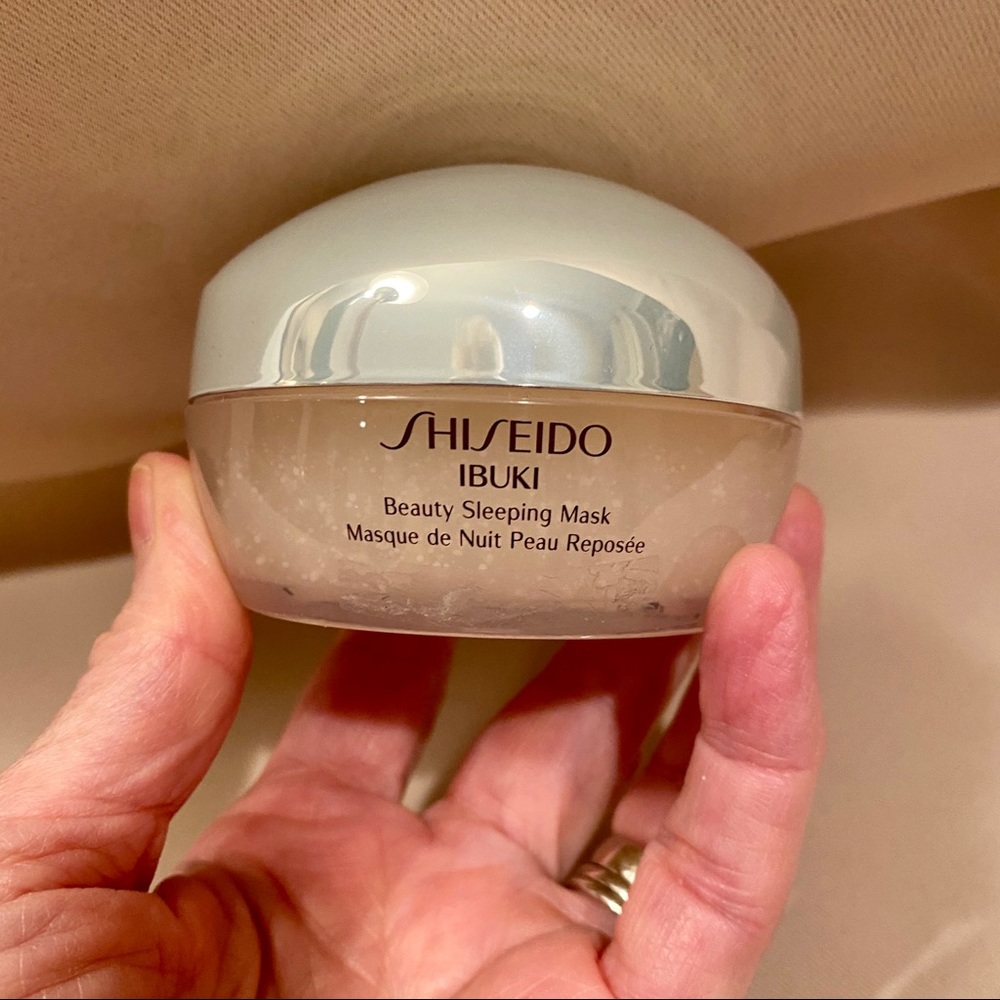 SHISEIDO
IBUKI
Beauty Sleeping Mask
Masque de Nuit Peau Reposée